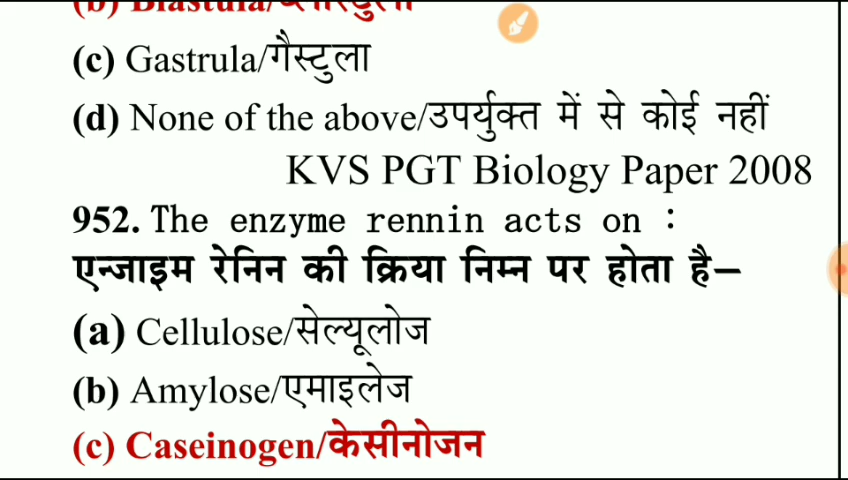 (b) Blastula/ब्लास्टुला
(c) Gastrula/गैस्टुला
(d) None of the above/उपर्युक्त में से कोई नहीं
KVS PGT Biology Paper 2008
952. The enzyme rennin acts on :
एन्जाइम रेनिन की क्रिया निम्न पर होता है–
(a) Cellulose/सेल्यूलोज
(b) Amylose/एमाइलेज
(c) Caseinogen/केसीनोजन